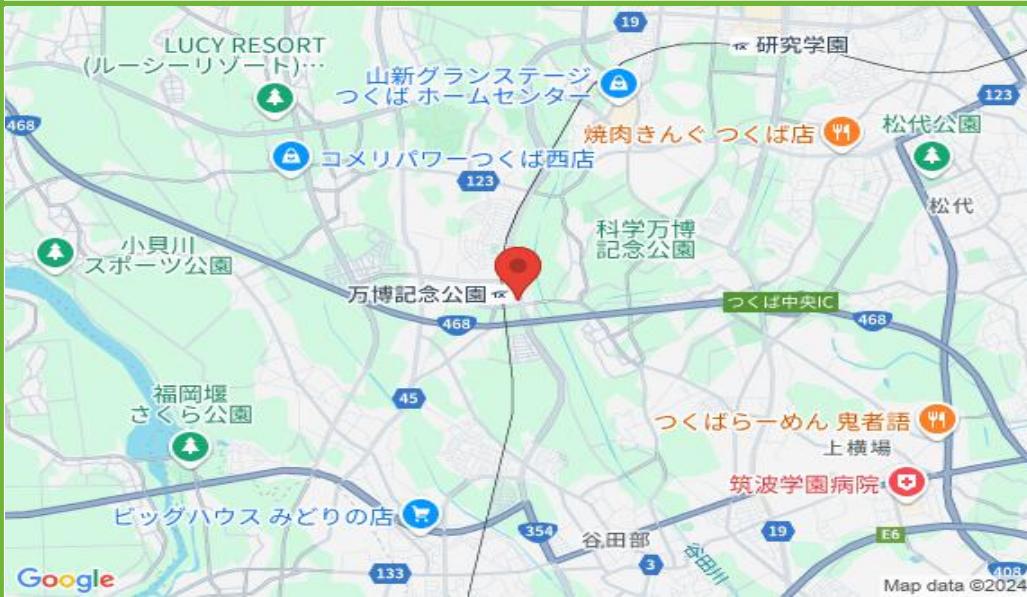 19
研究学園
LUCY RESORT
(ルーシーリゾート)…
山新グランステージ
つくば ホームセンター
123
468
焼肉きんぐ つくば店
松代公園
コメリパワーつくば西店
123
松代
小貝川
スポーツ公園
科学万博
記念公園
万博記念公園
つくば中央IC
468
468
45
福岡堰
さくら公園
つくばらーめん 鬼者語
上横場
筑波学園病院
ビッグハウス みどりの店
354
谷田部
19
E6
3
谷田川
133
408
Google
Map data ©2024